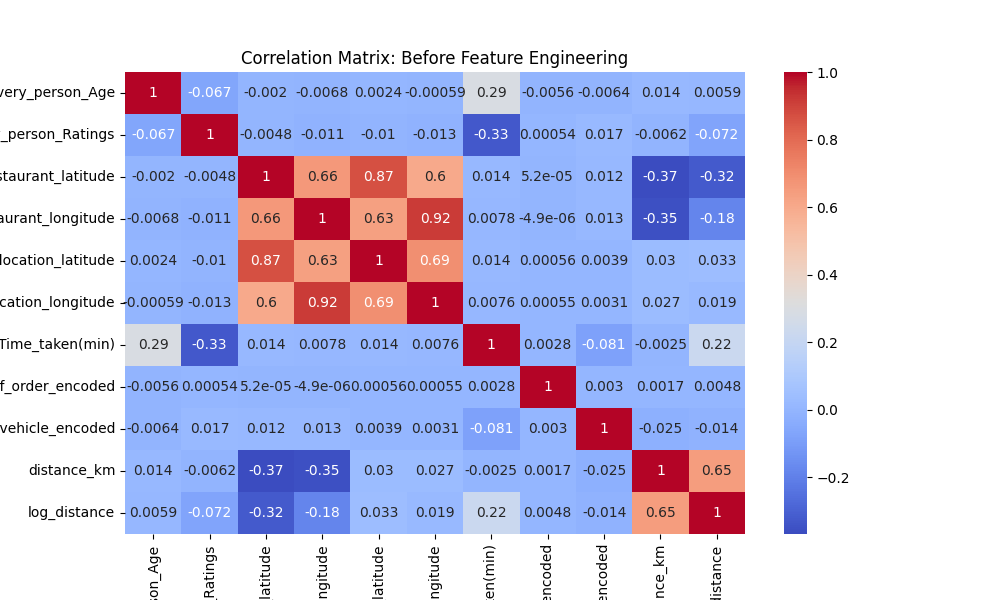 Correlation Matrix: Before Feature Engineering
very_person_Age 1 -0.067 -0.002 -0.0068 0.0024 -0.00059 0.29 -0.0056 -0.0064 0.014 0.0059
_person_Ratings -0.067 1 -0.0048 -0.011 -0.01 -0.013 -0.33 0.00054 0.017 -0.0062 -0.072
staurant_latitude -0.002 -0.0048 1 0.66 0.87 0.6 0.014 5.2e-05 0.012 -0.37 -0.32
aurant_longitude -0.0068 -0.011 0.66 1 0.63 0.92 0.0078 -4.9e-06 0.013 -0.35 -0.18
location_latitude 0.0024 -0.01 0.87 0.63 1 0.69 0.014 0.00056 0.0039 0.03 0.033
cation_longitude -0.00059 -0.013 0.6 0.92 0.69 1 0.0076 0.00055 0.0031 0.027 0.019
Time_taken(min) 0.29 -0.33 0.014 0.0078 0.014 0.0076 1 0.0028 -0.081 -0.0025 0.22
f_order_encoded -0.0056 0.00054 5.2e-05 -4.9e-06 0.00056 0.00055 0.0028 1 0.003 0.0017 0.0048
vehicle_encoded -0.0064 0.017 0.012 0.013 0.0039 0.0031 -0.081 0.003 1 -0.025 -0.014
distance_km 0.014 -0.0062 -0.37 -0.35 0.03 0.027 -0.0025 0.0017 -0.025 1 0.65
log_distance 0.0059 -0.072 -0.32 -0.18 0.033 0.019 0.22 0.0048 -0.014 0.65 1
son_Age
_Ratings
latitude
ngitude
latitude
ngitude
en(min)
encoded
encoded
nce_km
distance
1.0
0.8
0.6
0.4
0.2
0.0
−0.2